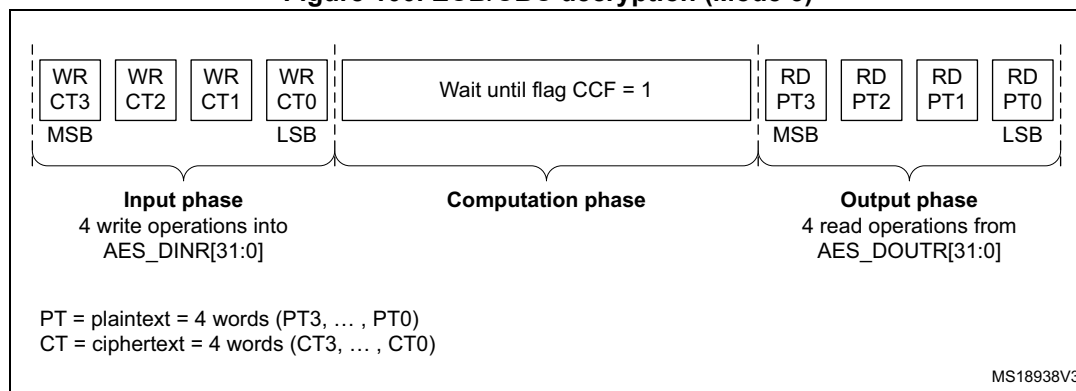 WR CT3 WR CT2 WR CT1 WR CT0 Wait until flag CCF = 1 RD PT3 RD PT2 RD PT1 RD PT0
MSB LSB MSB LSB
Input phase Computation phase Output phase
4 write operations into 4 read operations from
AES_DINR[31:0] AES_DOUTR[31:0]
PT = plaintext = 4 words (PT3, … , PT0)
CT = ciphertext = 4 words (CT3, … , CT0)
MS18938V3